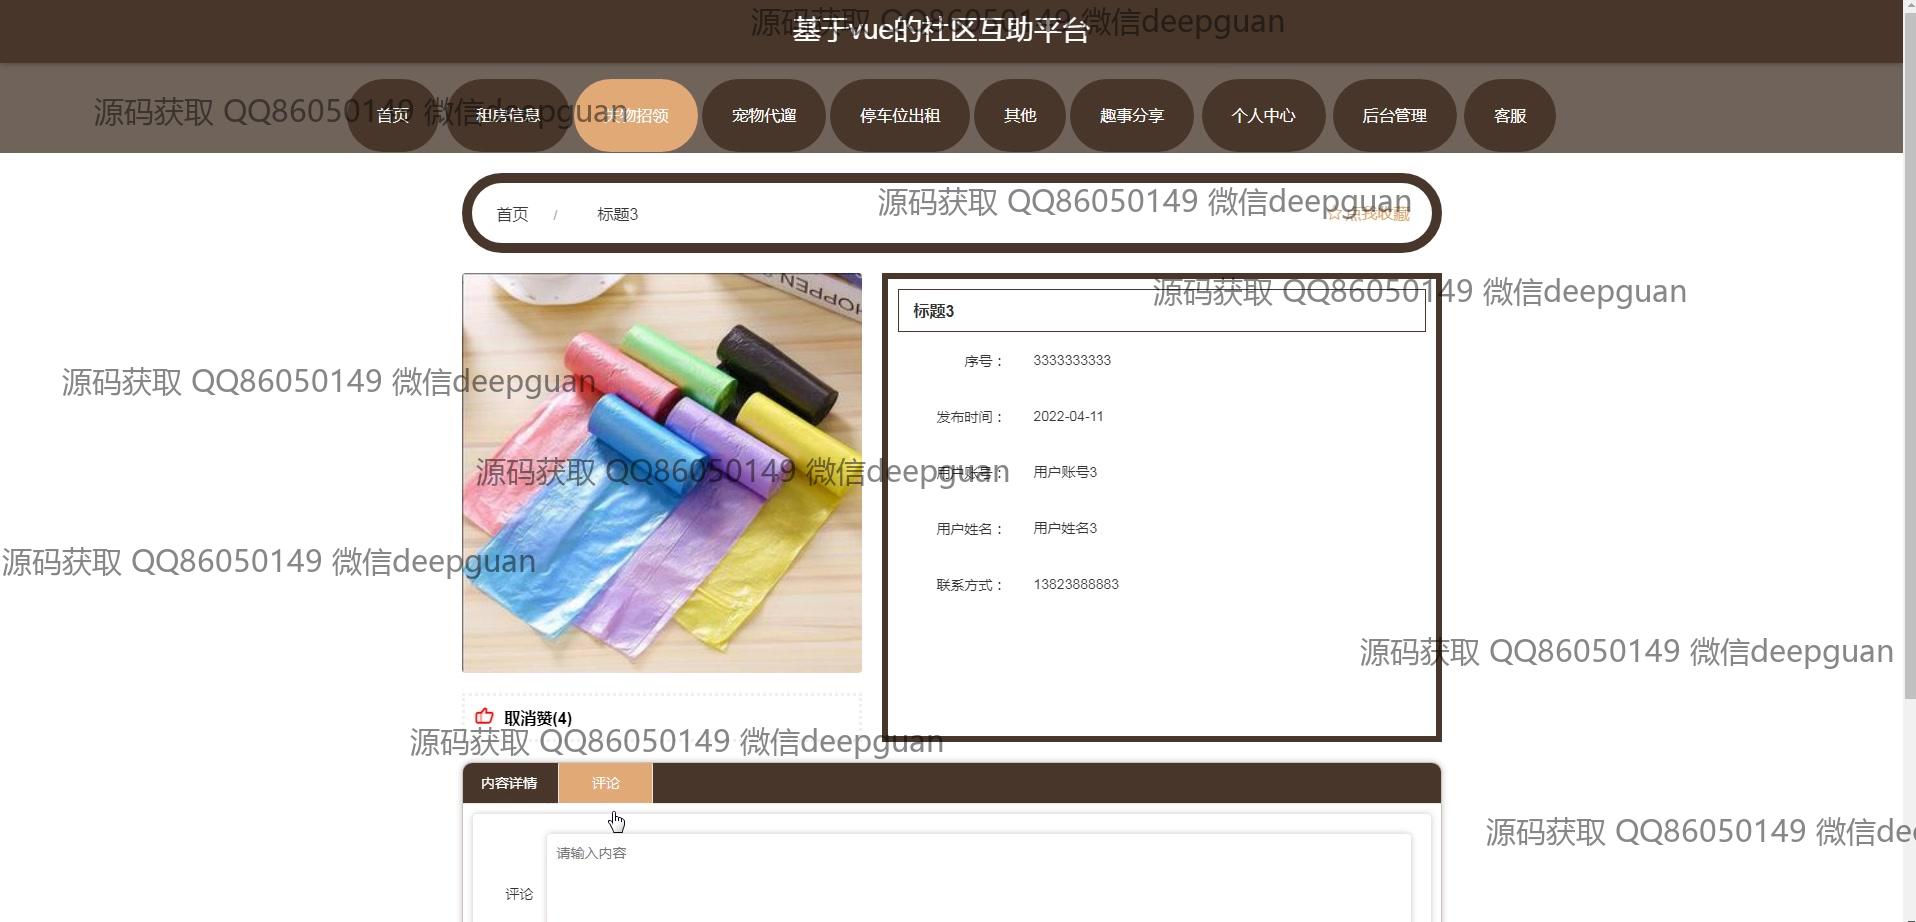 基于vue的社区互助平台
源码获取 QQ86050149 微信deepguan
首页 租房信息 失物招领 宠物代遛 停车位出租 其他 趣事分享 个人中心 后台管理 客服
源码获取 QQ86050149 微信deepguan
首页 / 标题3 ☆点我收藏
源码获取 QQ86050149 微信deepguan
HOPPEN
源码获取 QQ86050149 微信deepguan
标题3
序号： 3333333333
源码获取 QQ86050149 微信deepguan
发布时间： 2022-04-11
用户账号： 用户账号3
源码获取 QQ86050149 微信deepguan
用户姓名： 用户姓名3
源码获取 QQ86050149 微信deepguan
联系方式： 13823888883
源码获取 QQ86050149 微信deepguan
取消赞(4)
源码获取 QQ86050149 微信deepguan
内容详情 评论
源码获取 QQ86050149 微信dee
请输入内容
评论